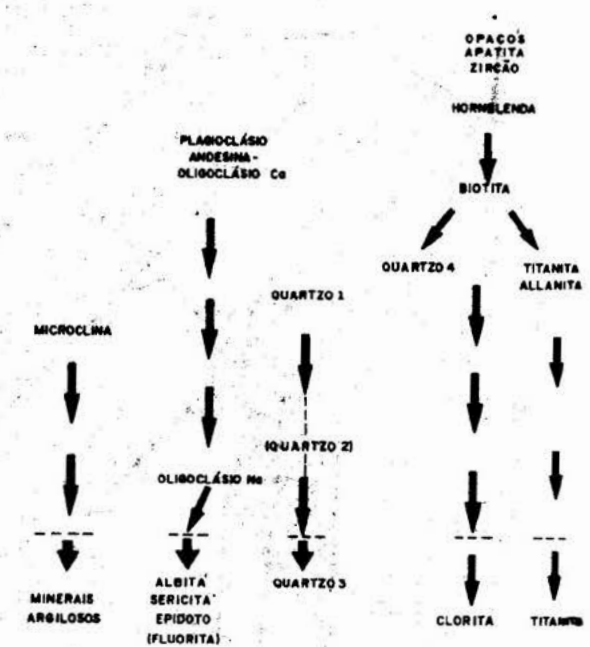 OPACOS
APATITA
ZIRCÃO
HORNBLENDA
PLAGIOCLÁSIO
ANDESINA-
OLIGOCLÁSIO Ca
BIOTITA
QUARTZO 4
TITANITA
ALLANITA
QUARTZO 1
MICROCLINA
(QUARTZO 2)
OLIGOCLÁSIO Na
MINERAIS
ARGILOSOS
ALBITA
SERICITA
EPIDOTO
(FLUORITA)
QUARTZO 3
CLORITA
TITANITA